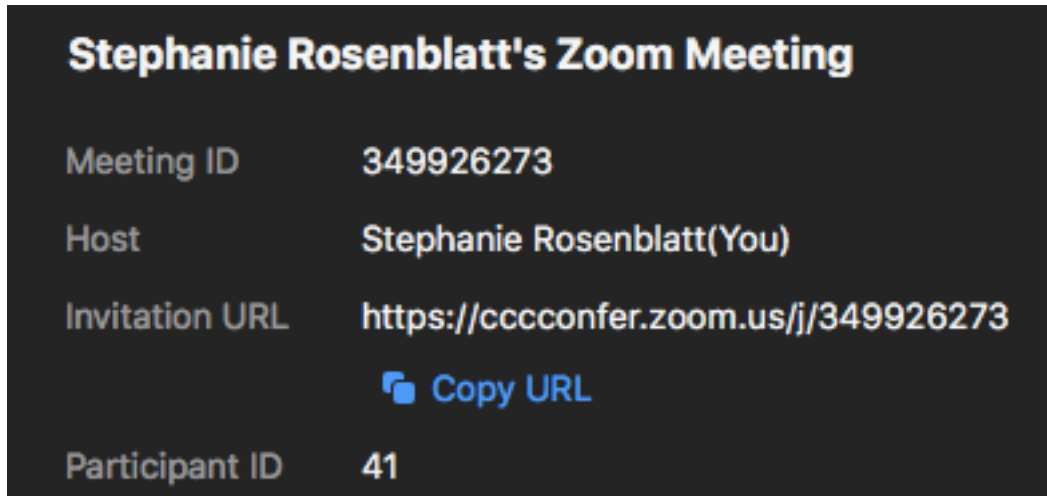 Stephanie Rosenblatt's Zoom Meeting
Meeting ID 349926273
Host Stephanie Rosenblatt(You)
Invitation URL https://cccconfer.zoom.us/j/349926273
Copy URL
Participant ID 41